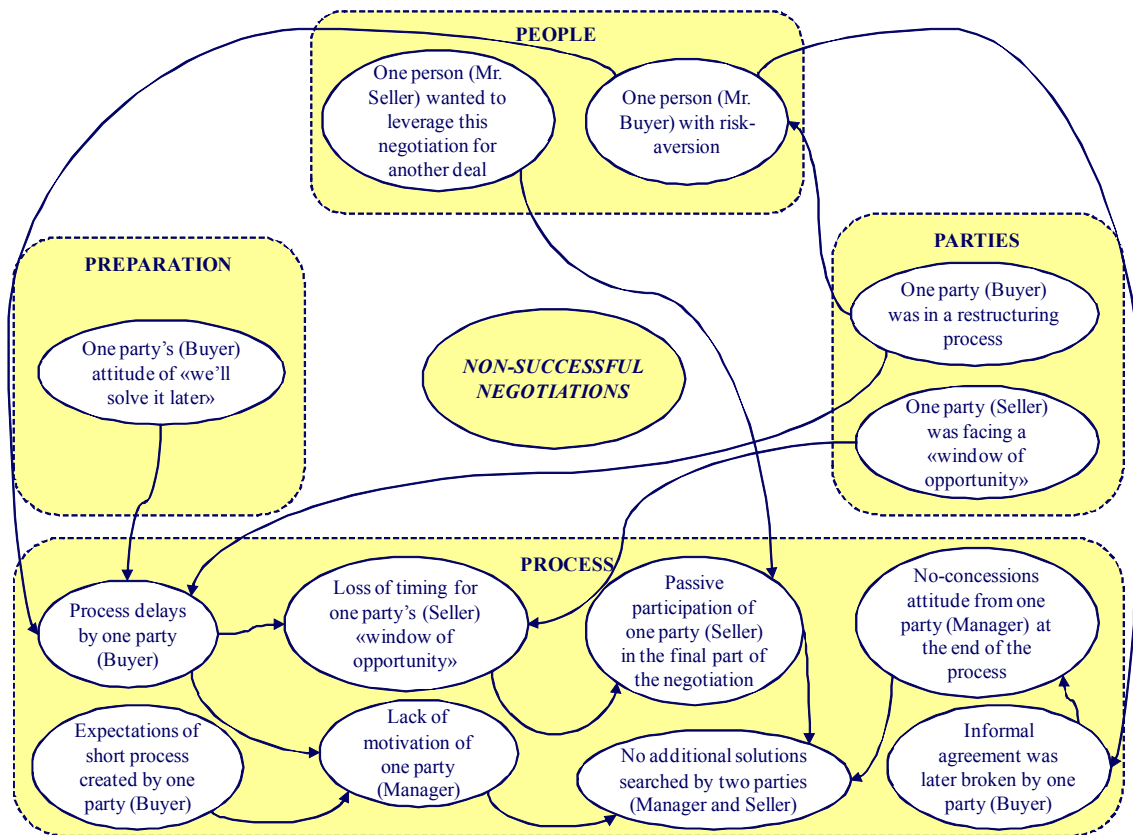 PEOPLE
One person (Mr.
Seller) wanted to
leverage this
negotiation for
another deal
One person (Mr.
Buyer) with risk-
aversion
PREPARATION
One party's (Buyer)
attitude of «we'll
solve it later»
NON-SUCCESSFUL
NEGOTIATIONS
PARTIES
One party (Buyer)
was in a restructuring
process
One party (Seller)
was facing a
«window of
opportunity»
PROCESS
Process delays
by one party
(Buyer)
Loss of timing for
one party's (Seller)
«window of
opportunity»
Passive
participation of
one party (Seller)
in the final part of
the negotiation
No-concessions
attitude from one
party (Manager) at
the end of the
process
Expectations of
short process
created by one
party (Buyer)
Lack of
motivation of
one party
(Manager)
No additional solutions
searched by two parties
(Manager and Seller)
Informal
agreement was
later broken by one
party (Buyer)